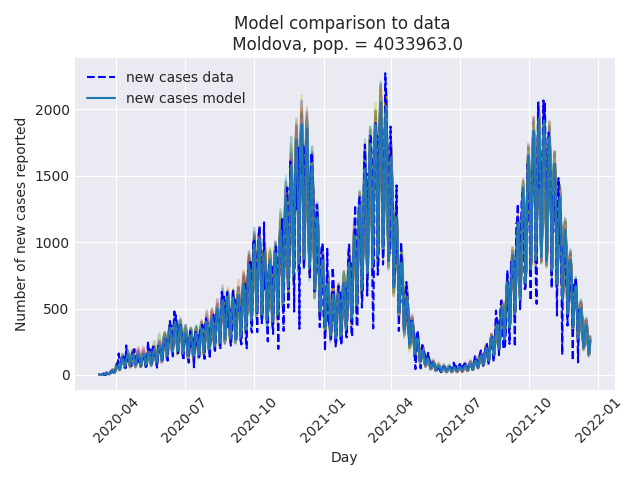 Model comparison to data
Moldova, pop. = 4033963.0
new cases data
new cases model
Number of new cases reported
2000
1500
1000
500
0
2020-04
2020-07
2020-10
2021-01
2021-04
2021-07
2021-10
2022-01
Day